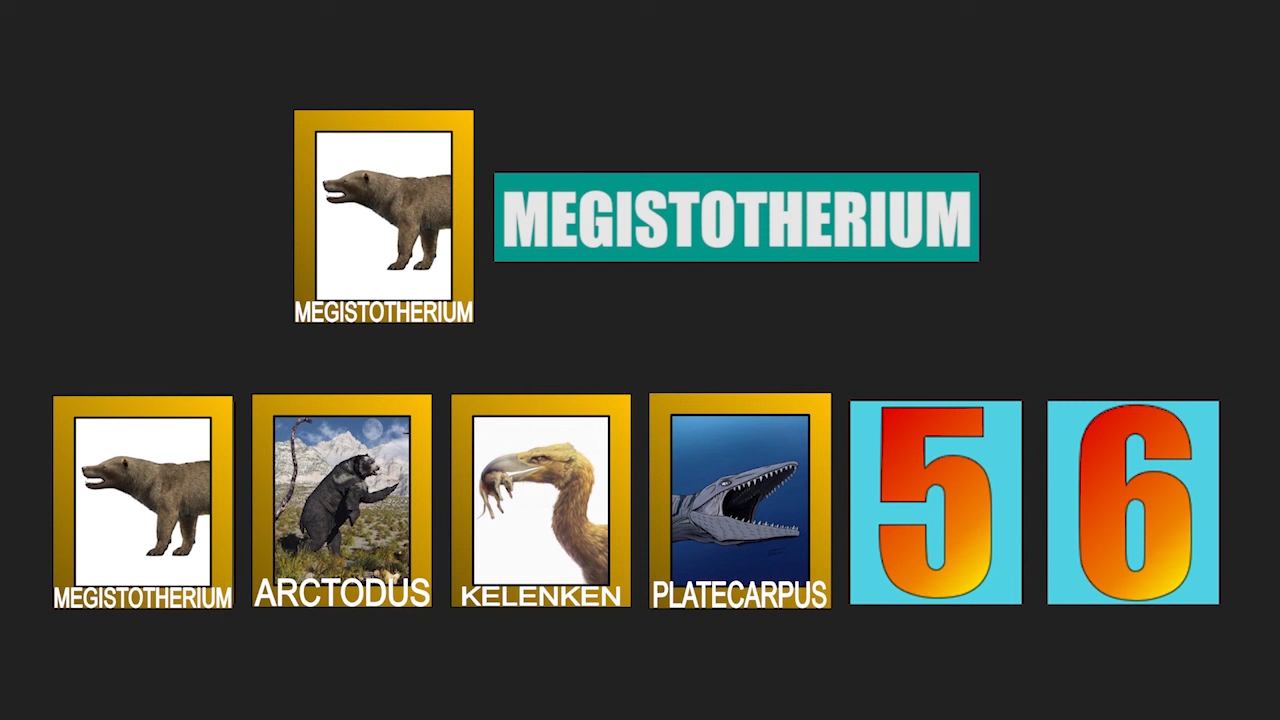 MEGISTOTHERIUM
MEGISTOTHERIUM
MEGISTOTHERIUM
ARCTODUS
KELENKEN
PLATECARPUS
5
6